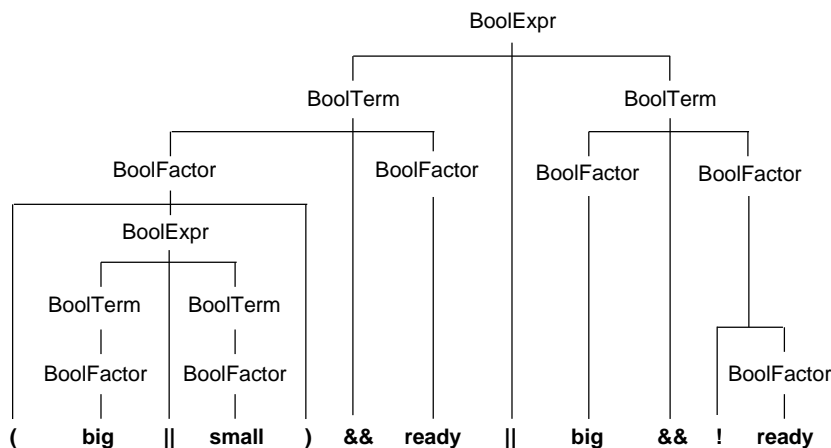 BoolExpr
BoolTerm BoolTerm
BoolFactor BoolFactor BoolFactor BoolFactor
BoolExpr
BoolTerm BoolTerm
BoolFactor BoolFactor BoolFactor
( big || small ) && ready || big && ! ready